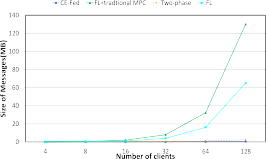 CE-Fed FL+tradtional MPC Two-phase FL
Size of Messages(MB)
140
120
100
80
60
40
20
0
4 8 16 32 64 128
Number of clients